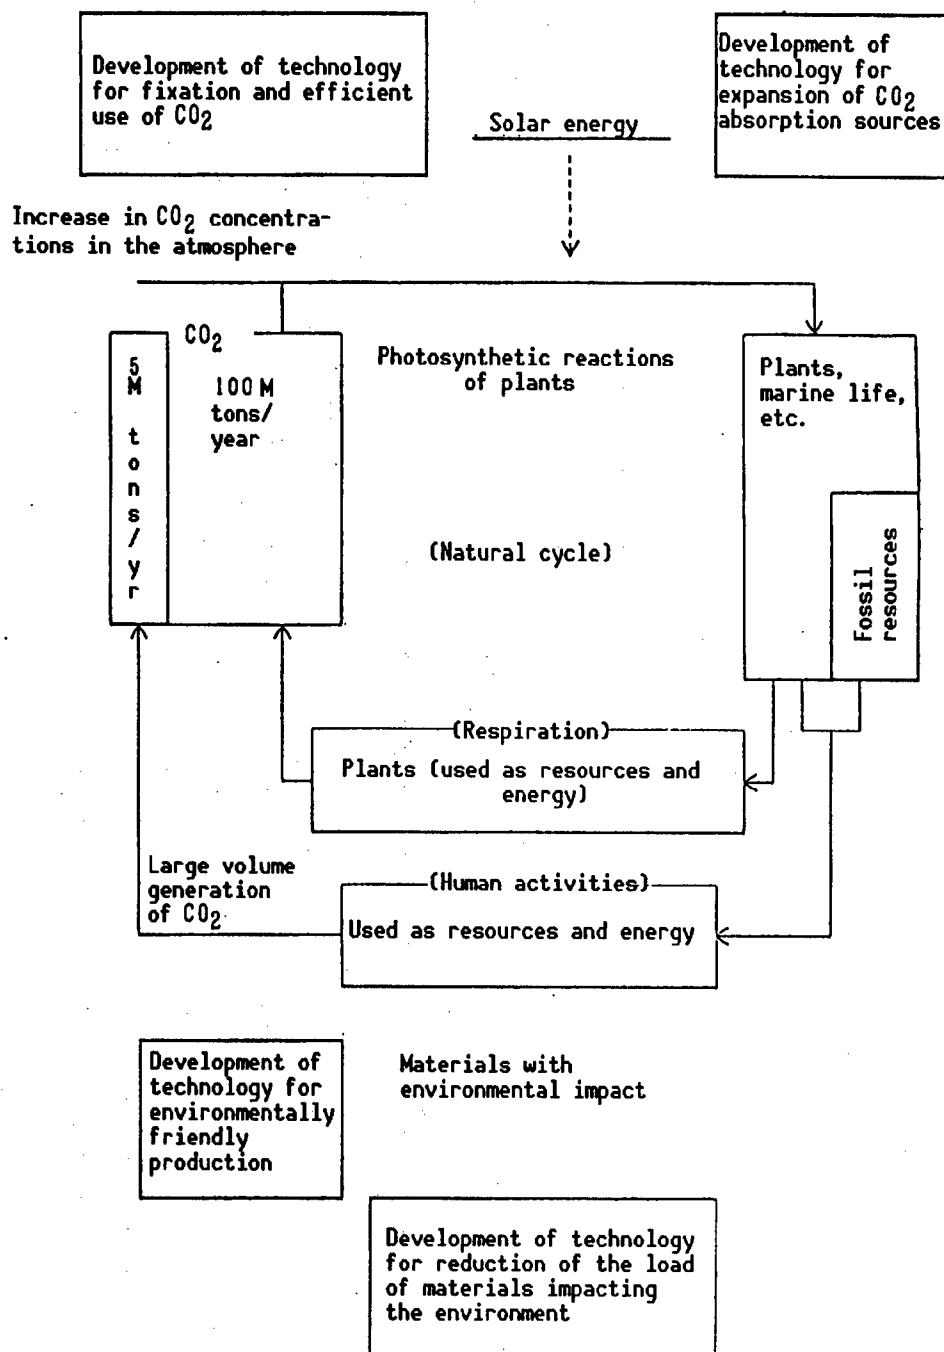 Development of technology
for fixation and efficient
use of CO2
Development of
technology for
expansion of CO2
absorption sources
Solar energy
Increase in CO2 concentra-
tions in the atmosphere
CO2
5M tons/yr
100 M
tons/
year
Photosynthetic reactions
of plants
Plants,
marine life,
etc.
(Natural cycle)
Fossil
resources
(Respiration)
Plants (used as resources and
energy)
Large volume
generation
of CO2
(Human activities)
Used as resources and energy
Development of
technology for
environmentally
friendly
production
Materials with
environmental impact
Development of technology
for reduction of the load
of materials impacting
the environment